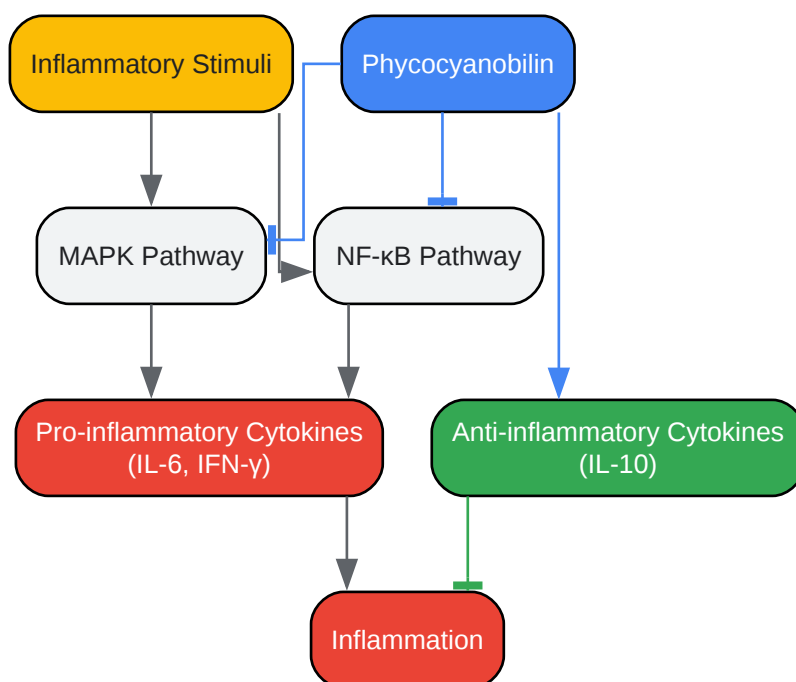 Inflammatory Stimuli
Phycocyanobilin
MAPK Pathway
NF-κB Pathway
Pro-inflammatory Cytokines
(IL-6, IFN-γ)
Anti-inflammatory Cytokines
(IL-10)
Inflammation